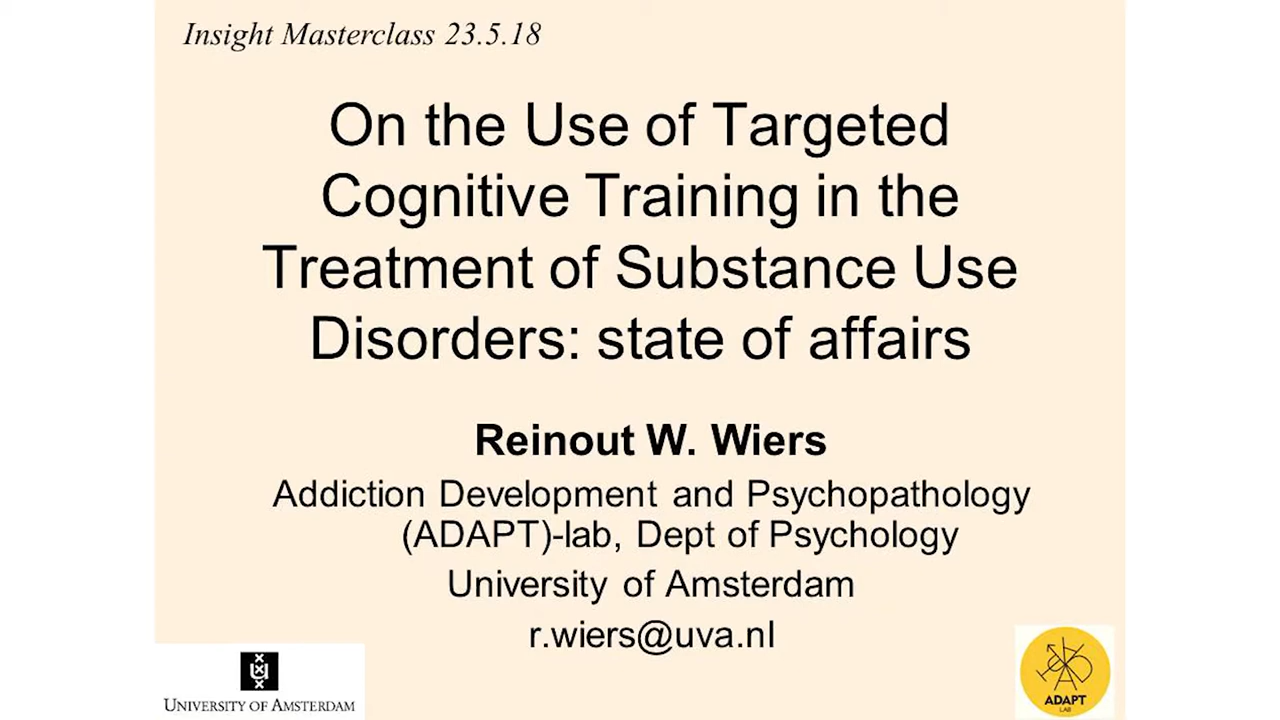 Insight Masterclass 23.5.18
On the Use of Targeted
Cognitive Training in the
Treatment of Substance Use
Disorders: state of affairs
Reinout W. Wiers
Addiction Development and Psychopathology
(ADAPT)-lab, Dept of Psychology
University of Amsterdam
r.wiers@uva.nl
UNIVERSITY OF AMSTERDAM
ADAPT
LAB